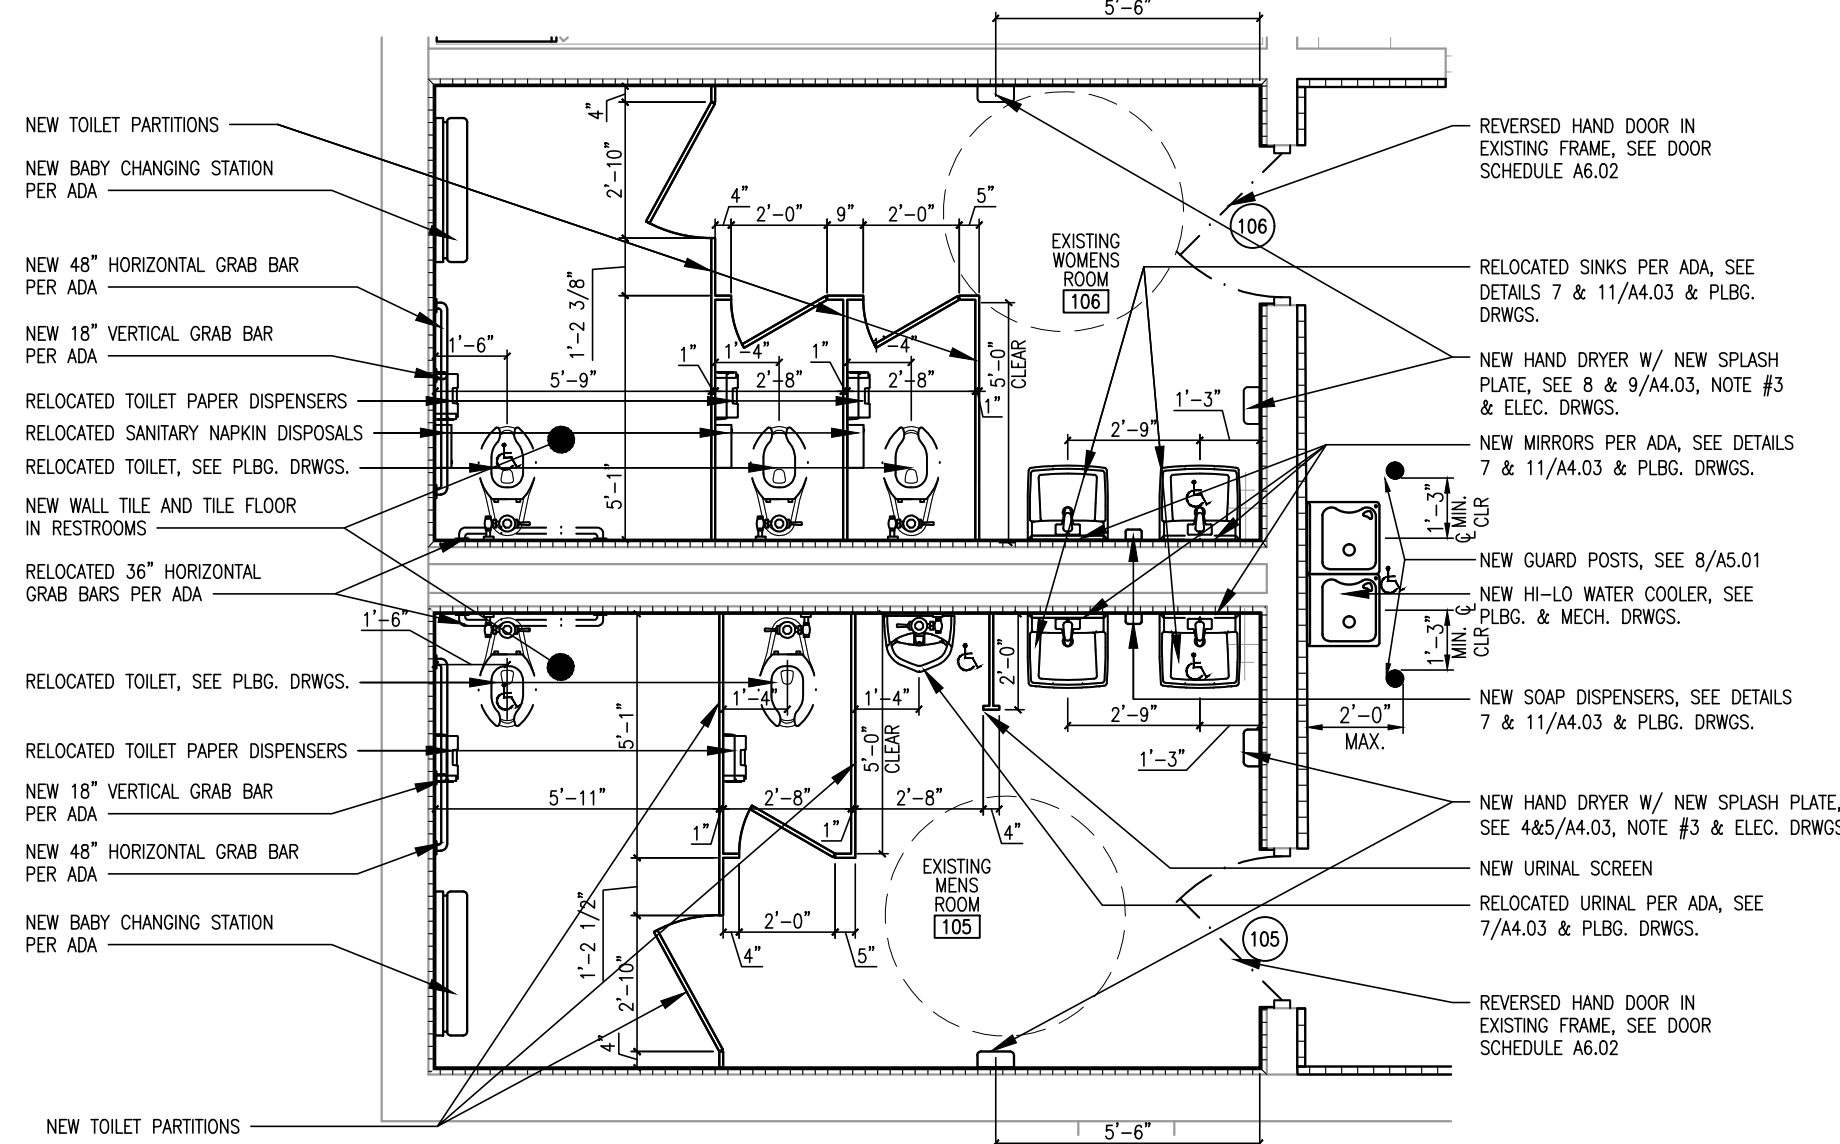 5'-6"
NEW TOILET PARTITIONS
NEW BABY CHANGING STATION
PER ADA
NEW 48" HORIZONTAL GRAB BAR
PER ADA
NEW 18" VERTICAL GRAB BAR
PER ADA
RELOCATED TOILET PAPER DISPENSERS
RELOCATED SANITARY NAPKIN DISPOSALS
RELOCATED TOILET, SEE PLBG. DRWGS.
NEW WALL TILE AND TILE FLOOR
IN RESTROOMS
RELOCATED 36" HORIZONTAL
GRAB BARS PER ADA
RELOCATED TOILET, SEE PLBG. DRWGS.
RELOCATED TOILET PAPER DISPENSERS
NEW 18" VERTICAL GRAB BAR
PER ADA
NEW 48" HORIZONTAL GRAB BAR
PER ADA
NEW BABY CHANGING STATION
PER ADA
NEW TOILET PARTITIONS
4"
2'-10"
1'-2 3/8"
5'-1"
4"
2'-0"
9"
2'-0"
5"
1'-6"
5'-9"
1"
1'-4"
2'-8"
1"
1'-4"
2'-8"
1"
5'-0"
CLEAR
EXISTING
WOMENS
ROOM
106
106
1'-3"
2'-9"
1'-6"
5'-11"
5'-1"
1'-2 1/2"
2'-10"
4"
1"
1'-4"
2'-8"
1"
1'-4"
5'-0"
CLEAR
2'-8"
2'-0"
4"
4"
2'-0"
5"
2'-9"
1'-3"
EXISTING
MENS
ROOM
105
105
5'-6"
1'-3"
MIN.
CLR
℄
℄
1'-3"
MIN.
CLR
2'-0"
MAX.
REVERSED HAND DOOR IN
EXISTING FRAME, SEE DOOR
SCHEDULE A6.02
RELOCATED SINKS PER ADA, SEE
DETAILS 7 & 11/A4.03 & PLBG.
DRWGS.
NEW HAND DRYER W/ NEW SPLASH
PLATE, SEE 8 & 9/A4.03, NOTE #3
& ELEC. DRWGS.
NEW MIRRORS PER ADA, SEE DETAILS
7 & 11/A4.03 & PLBG. DRWGS.
NEW GUARD POSTS, SEE 8/A5.01
NEW HI-LO WATER COOLER, SEE
PLBG. & MECH. DRWGS.
NEW SOAP DISPENSERS, SEE DETAILS
7 & 11/A4.03 & PLBG. DRWGS.
NEW HAND DRYER W/ NEW SPLASH PLATE,
SEE 4&5/A4.03, NOTE #3 & ELEC. DRWGS
NEW URINAL SCREEN
RELOCATED URINAL PER ADA, SEE
7/A4.03 & PLBG. DRWGS.
REVERSED HAND DOOR IN
EXISTING FRAME, SEE DOOR
SCHEDULE A6.02